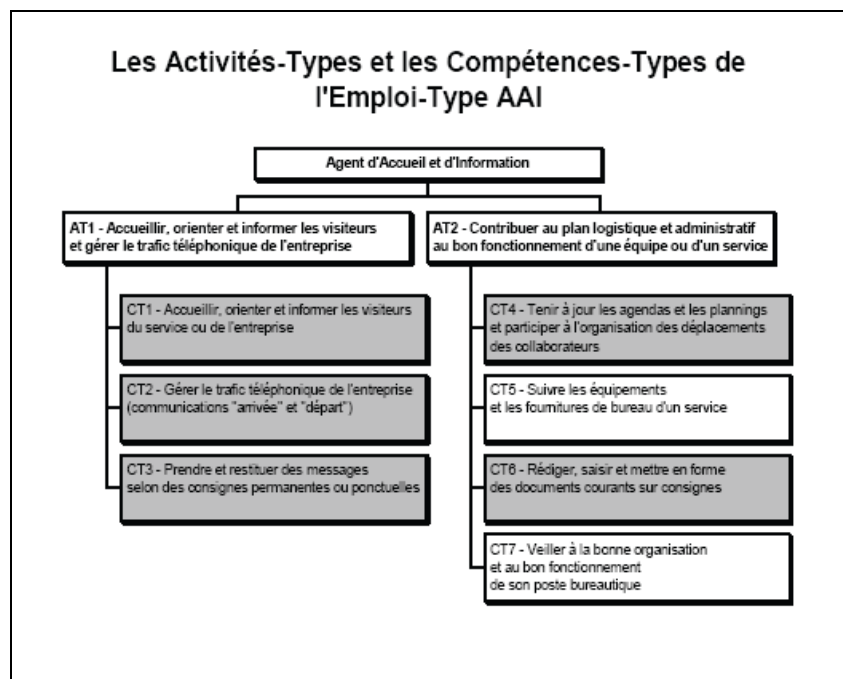 Les Activités-Types et les Compétences-Types de
l'Emploi-Type AAI
Agent d'Accueil et d'Information
AT1 - Accueillir, orienter et informer les visiteurs
et gérer le trafic téléphonique de l'entreprise
AT2 - Contribuer au plan logistique et administratif
au bon fonctionnement d'une équipe ou d'un service
CT1 - Accueillir, orienter et informer les visiteurs
du service ou de l'entreprise
CT2 - Gérer le trafic téléphonique de l'entreprise
(communications "arrivée" et "départ")
CT3 - Prendre et restituer des messages
selon des consignes permanentes ou ponctuelles
CT4 - Tenir à jour les agendas et les plannings
et participer à l'organisation des déplacements
des collaborateurs
CT5 - Suivre les équipements
et les fournitures de bureau d'un service
CT6 - Rédiger, saisir et mettre en forme
des documents courants sur consignes
CT7 - Veiller à la bonne organisation
et au bon fonctionnement
de son poste bureautique